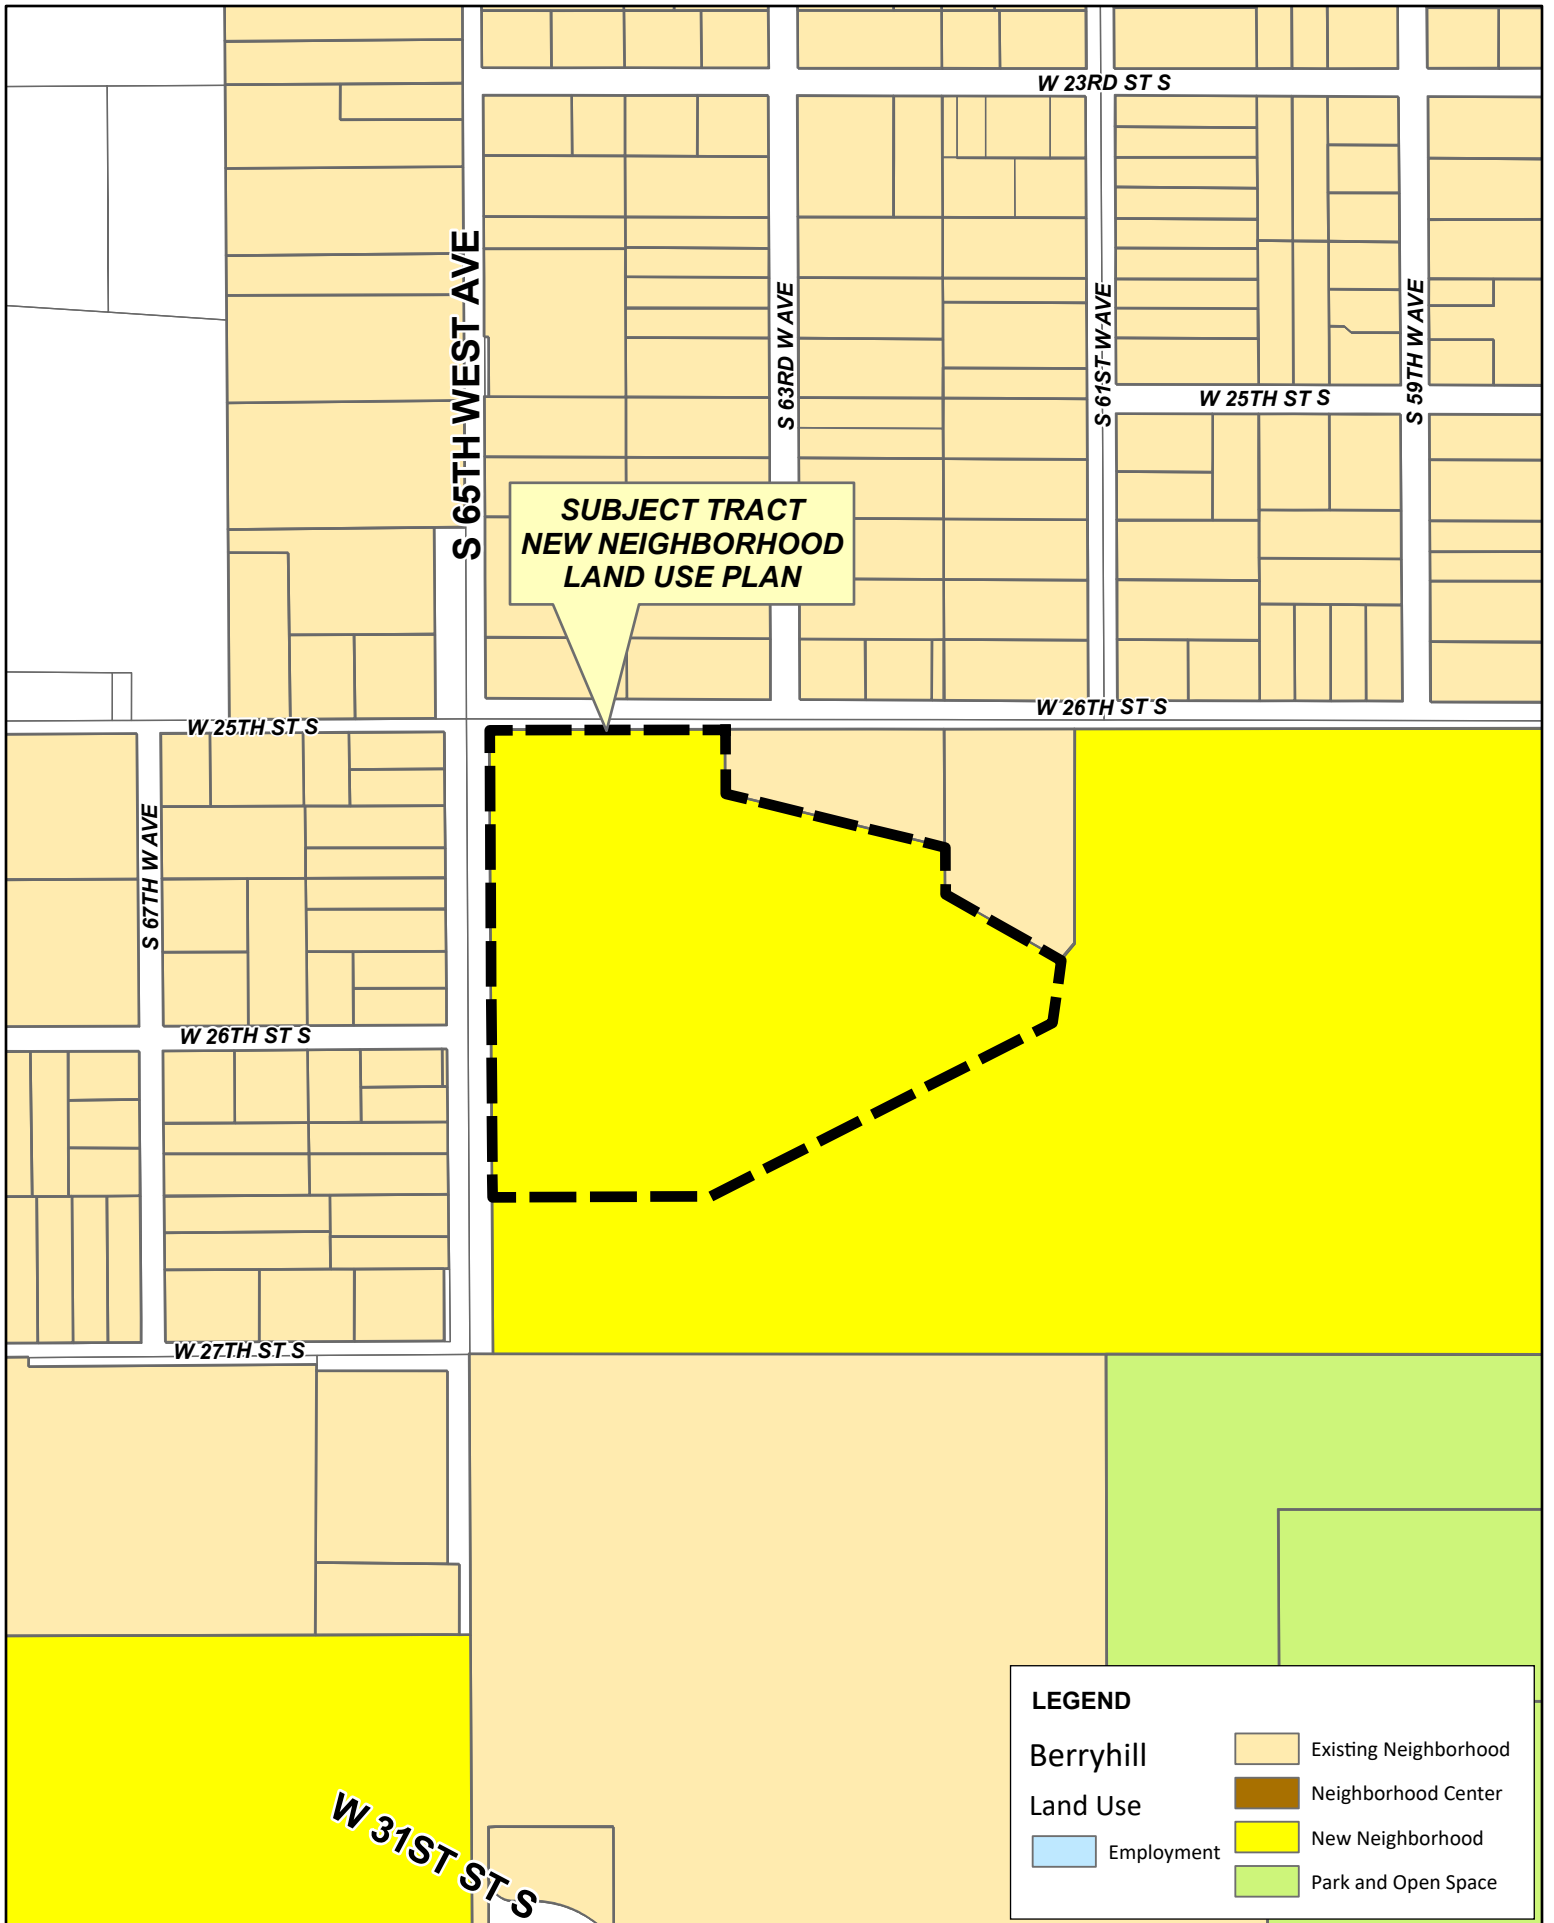 W 23RD ST S
S 65TH WEST AVE
S 63RD W AVE
S 61ST W AVE
S 59TH W AVE
W 25TH ST S
SUBJECT TRACT
NEW NEIGHBORHOOD
LAND USE PLAN
W 26TH ST S
W 25TH ST S
S 67TH W AVE
W 26TH ST S
W 27TH ST S
W 31ST ST S
LEGEND
Berryhill
Land Use
Employment
Existing Neighborhood
Neighborhood Center
New Neighborhood
Park and Open Space